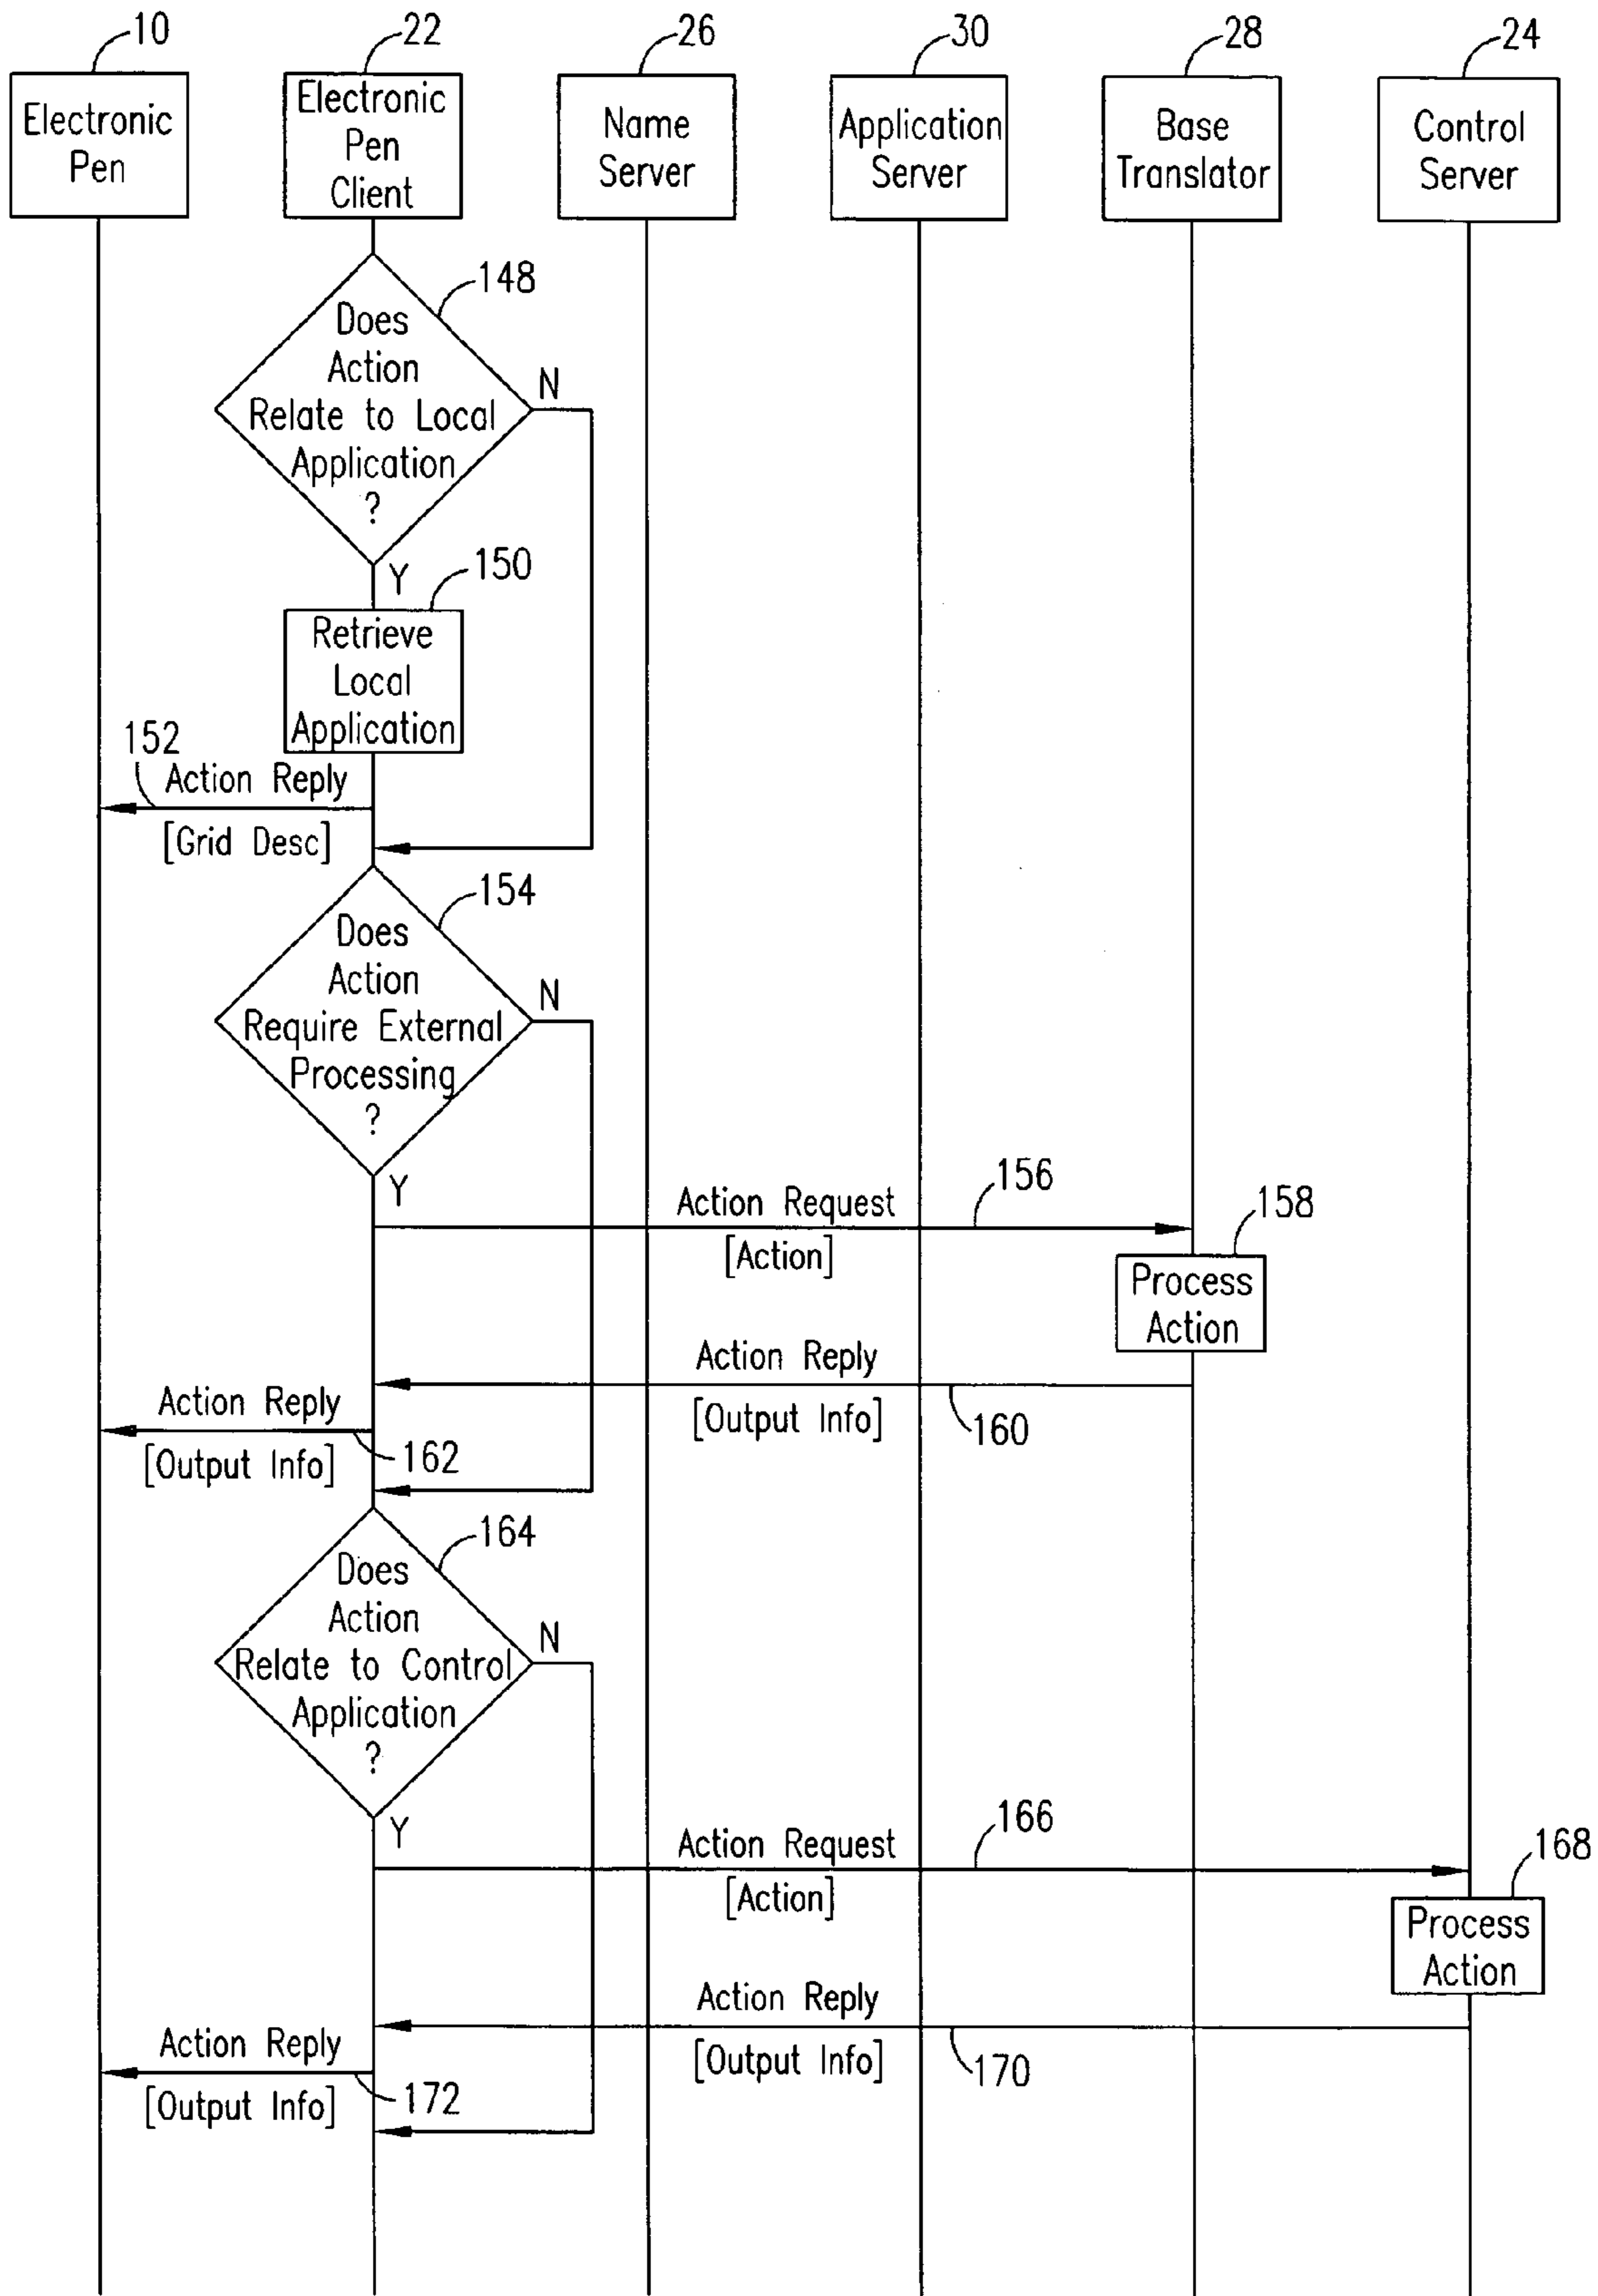 10
22
26
30
28
24
Electronic
Pen
Electronic
Pen
Client
Name
Server
Application
Server
Base
Translator
Control
Server
148
Does
Action
Relate to Local
Application
?
N
Y
150
Retrieve
Local
Application
152
Action Reply
[Grid Desc]
154
Does
Action
Require External
Processing
?
N
Y
Action Request
156
[Action]
158
Process
Action
Action Reply
[Output Info]
160
Action Reply
[Output Info]
162
164
Does
Action
Relate to Control
Application
?
N
Y
Action Request
166
[Action]
168
Process
Action
Action Reply
[Output Info]
170
Action Reply
[Output Info]
172